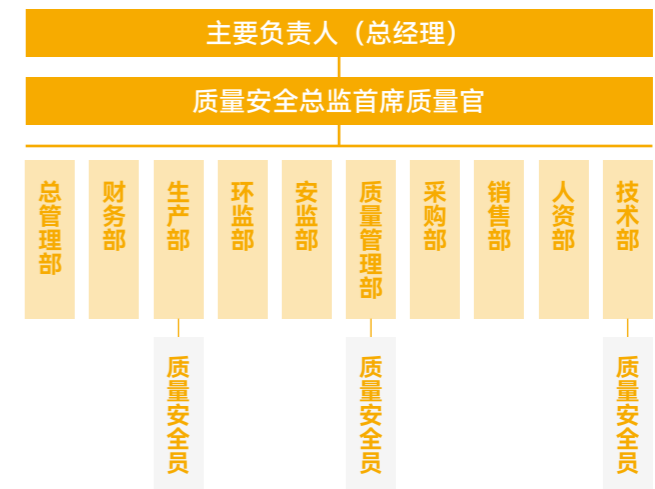 主要负责人（总经理）
质量安全总监首席质量官
总管理部
财务部
生产部
环监部
安监部
质量管理部
采购部
销售部
人资部
技术部
质量安全员
质量安全员
质量安全员